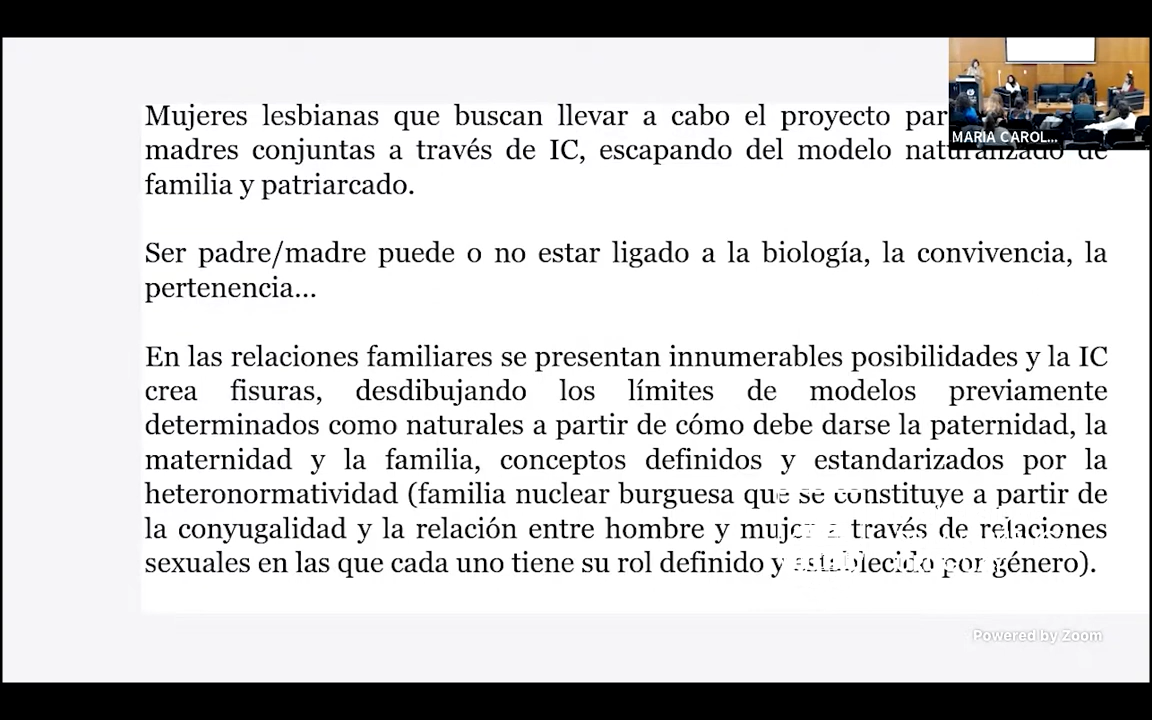 Mujeres lesbianas que buscan llevar a cabo el proyecto
MARIA CAROL...
madres conjuntas a través de IC, escapando del modelo naturalizado de
familia y patriarcado.
Ser padre/madre puede o no estar ligado a la biología, la convivencia, la
pertenencia...
En las relaciones familiares se presentan innumerables posibilidades y la IC
crea fisuras, desdibujando los límites de modelos previamente
determinados como naturales a partir de cómo debe darse la paternidad, la
maternidad y la familia, conceptos definidos y estandarizados por la
heteronormatividad (familia nuclear burguesa que se constituye a partir de
la conyugalidad y la relación entre hombre y mujer a través de relaciones
sexuales en las que cada uno tiene su rol definido y establecido por género).
Powered by Zoom